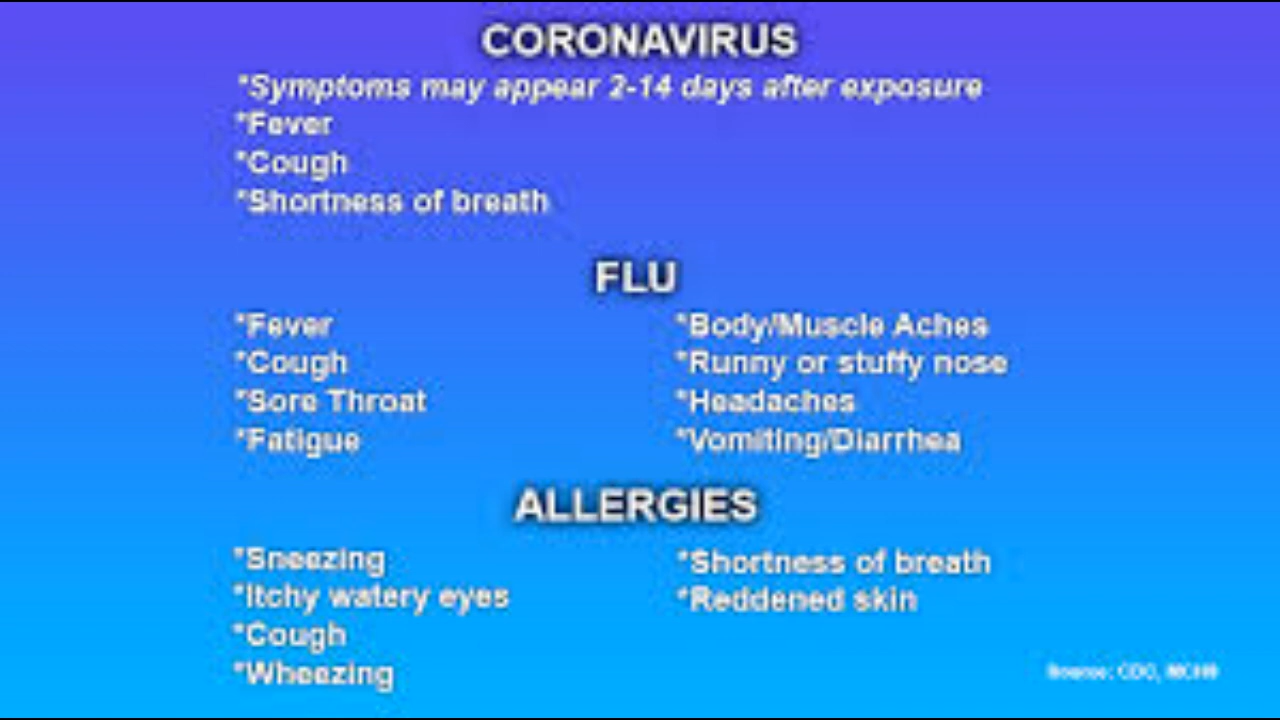 CORONAVIRUS
*Symptoms may appear 2-14 days after exposure
*Fever
*Cough
*Shortness of breath
FLU
*Fever
*Cough
*Sore Throat
*Fatigue
*Body/Muscle Aches
*Runny or stuffy nose
*Headaches
*Vomiting/Diarrhea
ALLERGIES
*Sneezing
*Itchy watery eyes
*Cough
*Wheezing
*Shortness of breath
*Reddened skin
Source: CDC,